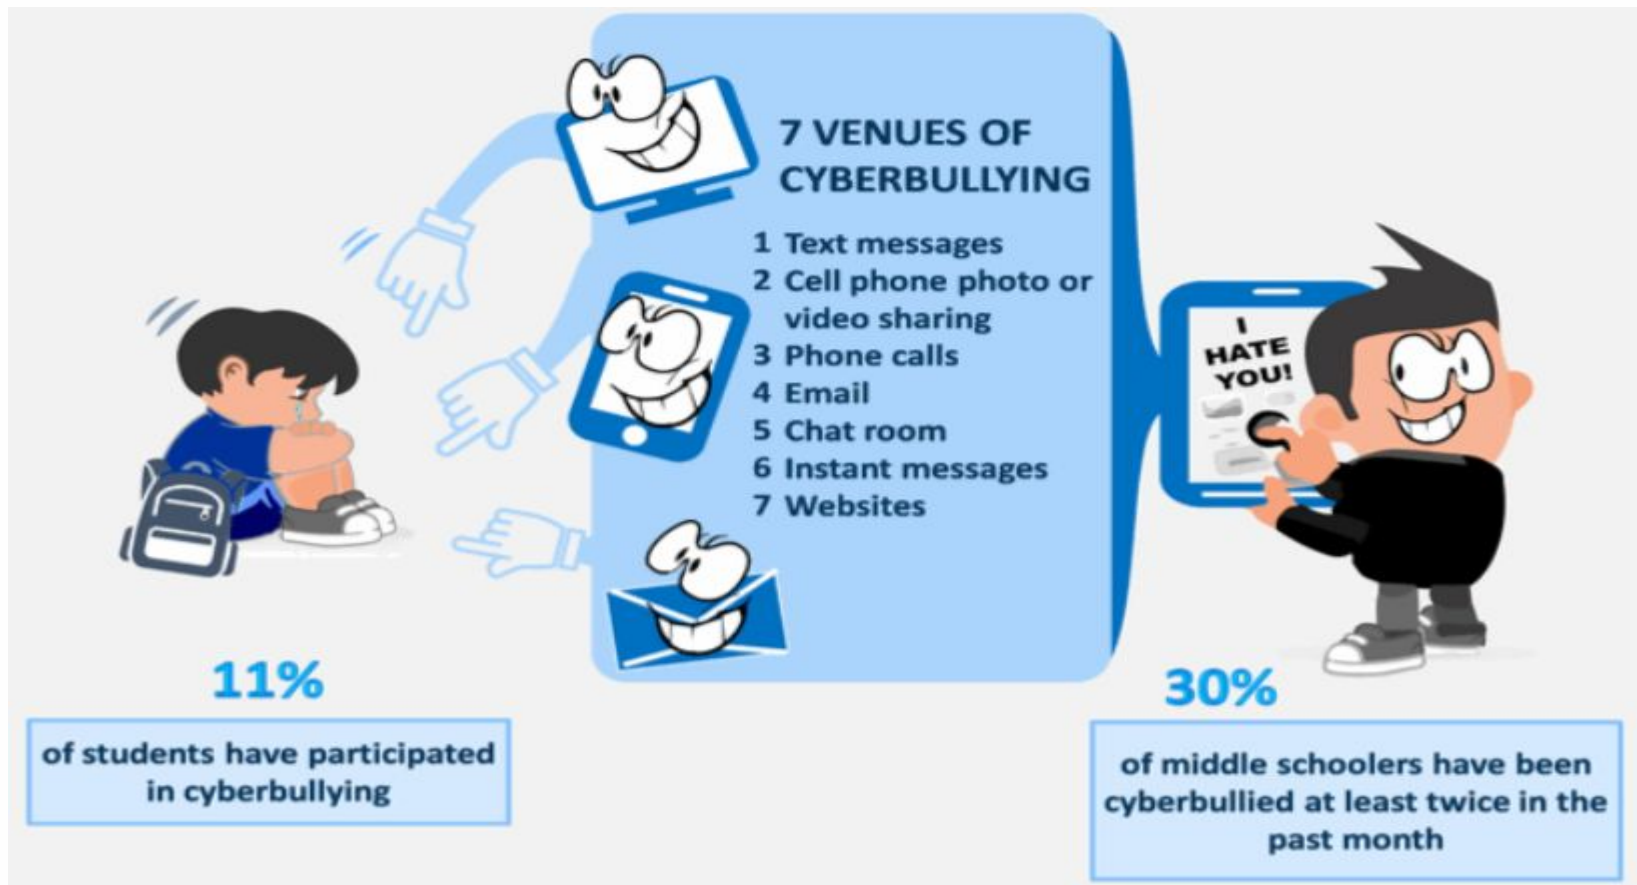 7 VENUES OF
CYBERBULLYING
1 Text messages
2 Cell phone photo or
video sharing
3 Phone calls
4 Email
5 Chat room
6 Instant messages
7 Websites
I
HATE
YOU!
11%
of students have participated
in cyberbullying
30%
of middle schoolers have been
cyberbullied at least twice in the
past month